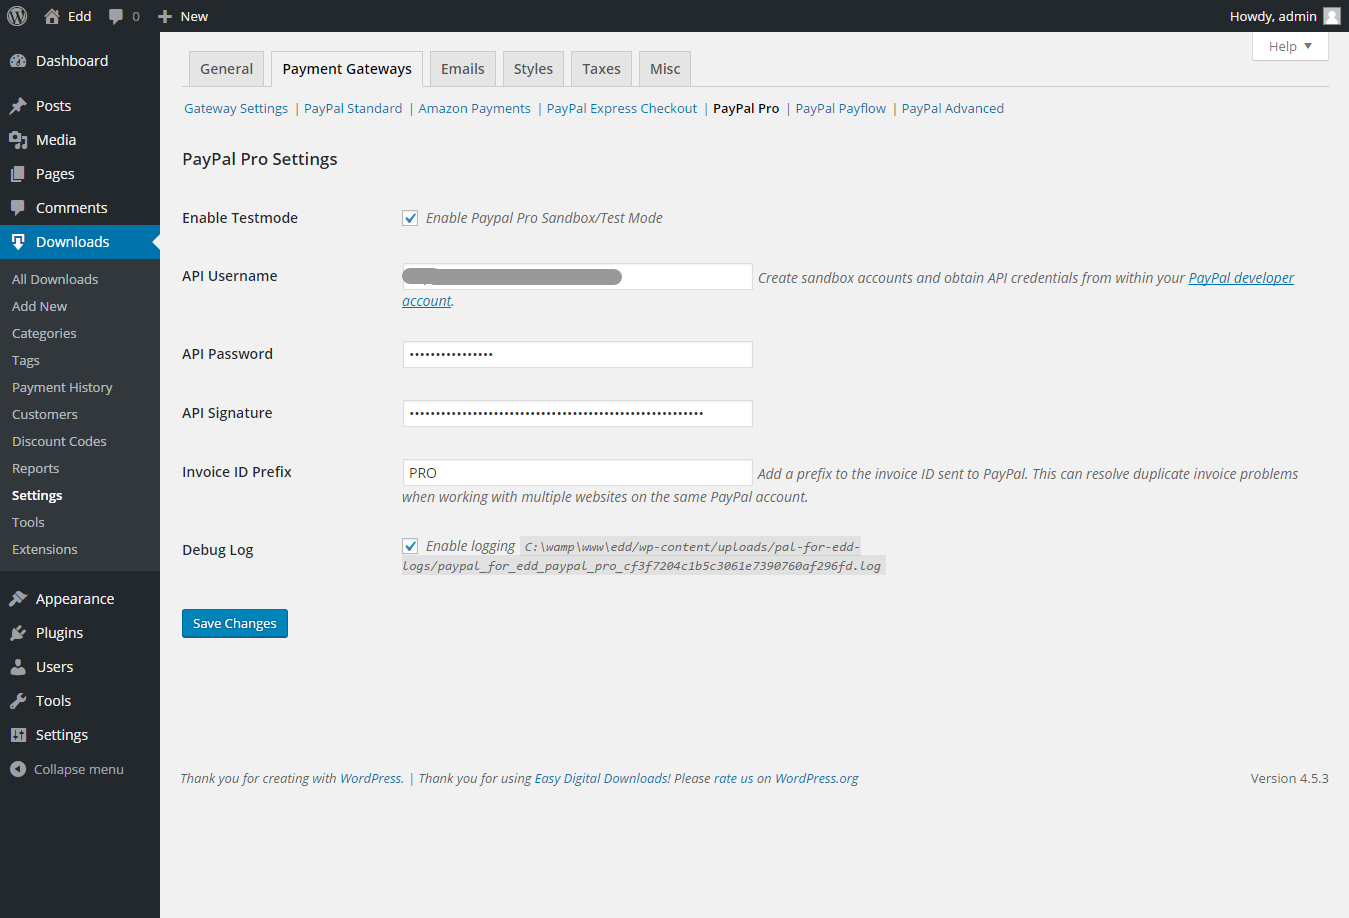 Edd 0 New Howdy, admin
Help
Dashboard
Posts
Media
Pages
Comments
Downloads
All Downloads
Add New
Categories
Tags
Payment History
Customers
Discount Codes
Reports
Settings
Tools
Extensions
Appearance
Plugins
Users
Tools
Settings
Collapse menu
General Payment Gateways Emails Styles Taxes Misc
Gateway Settings | PayPal Standard | Amazon Payments | PayPal Express Checkout | PayPal Pro | PayPal Payflow | PayPal Advanced
PayPal Pro Settings
Enable Testmode Enable Paypal Pro Sandbox/Test Mode
API Username Create sandbox accounts and obtain API credentials from within your PayPal developer
account.
API Password ••••••••••••••••
API Signature ••••••••••••••••••••••••••••••••••••••••••••••••••••••••
Invoice ID Prefix PRO Add a prefix to the invoice ID sent to PayPal. This can resolve duplicate invoice problems
when working with multiple websites on the same PayPal account.
Debug Log Enable logging C:\wamp\www\edd/wp-content/uploads/pal-for-edd-
logs/paypal_for_edd_paypal_pro_cf3f7204c1b5c3061e7390760af296fd.log
Save Changes
Thank you for creating with WordPress. | Thank you for using Easy Digital Downloads! Please rate us on WordPress.org Version 4.5.3